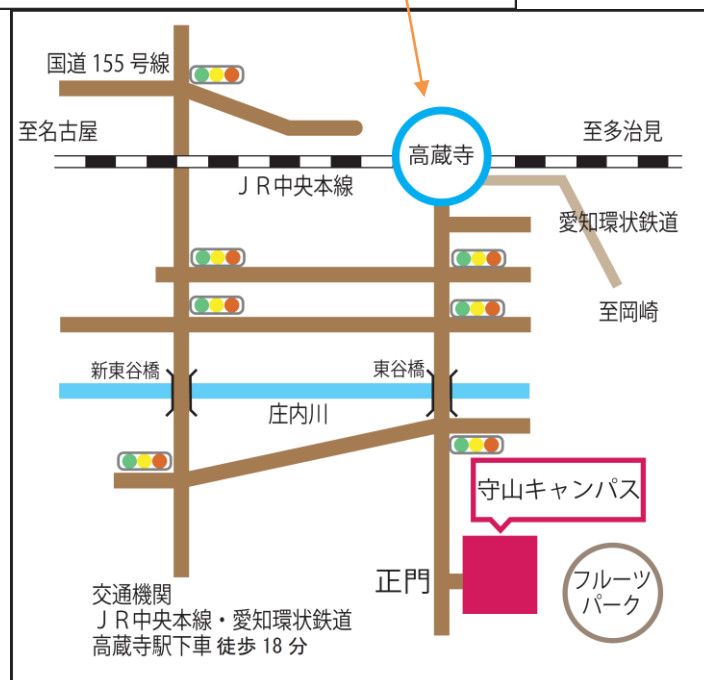 国道 155 号線
至名古屋
高蔵寺
至多治見
ＪＲ中央本線
愛知環状鉄道
至岡崎
新東谷橋
東谷橋
庄内川
守山キャンパス
正門
フルーツ
パーク
交通機関
ＪＲ中央本線・愛知環状鉄道
高蔵寺駅下車 徒歩 18 分